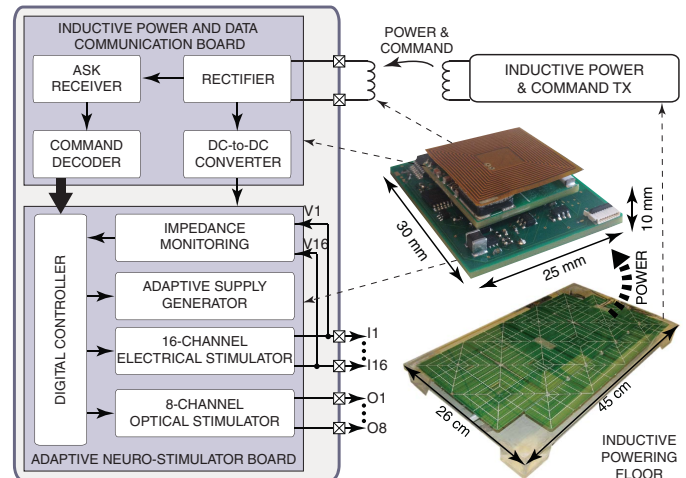 INDUCTIVE POWER AND DATA
COMMUNICATION BOARD
ASK
RECEIVER
RECTIFIER
COMMAND
DECODER
DC-to-DC
CONVERTER
POWER &
COMMAND
INDUCTIVE POWER
& COMMAND TX
DIGITAL CONTROLLER
IMPEDANCE
MONITORING
V1
V16
ADAPTIVE SUPPLY
GENERATOR
16-CHANNEL
ELECTRICAL STIMULATOR
I1
I16
8-CHANNEL
OPTICAL STIMULATOR
O1
O8
ADAPTIVE NEURO-STIMULATOR BOARD
30 mm
25 mm
10 mm
POWER
26 cm
45 cm
INDUCTIVE
POWERING
FLOOR